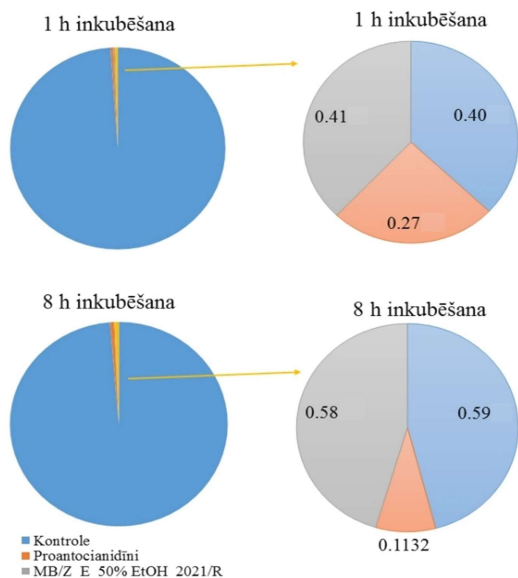 1 h inkubēšana
1 h inkubēšana
0.41
0.40
0.27
8 h inkubēšana
8 h inkubēšana
0.58
0.59
0.1132
Kontrole
Proantocianidīni
MB/Z E 50% EtOH 2021/R